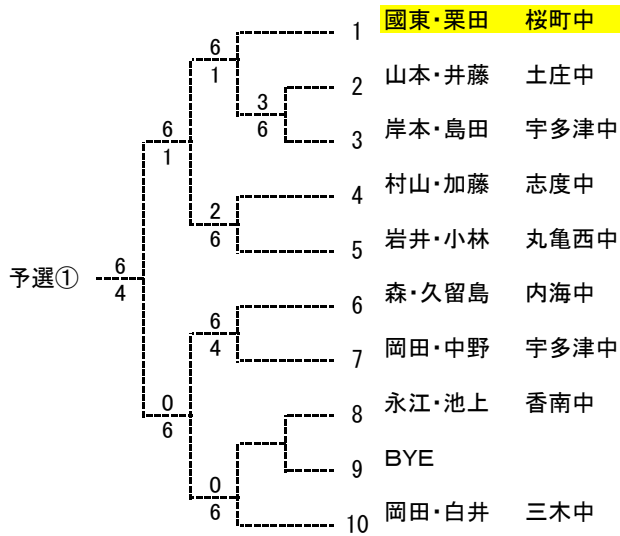 1 國東・栗田 桜町中
6
1
2 山本・井藤 土庄中
3
6
3 岸本・島田 宇多津中
6
1
4 村山・加藤 志度中
2
6
5 岩井・小林 丸亀西中
予選① 6
4
6 森・久留島 内海中
6
4
7 岡田・中野 宇多津中
0
6
8 永江・池上 香南中
9 BYE
0
6
10 岡田・白井 三木中